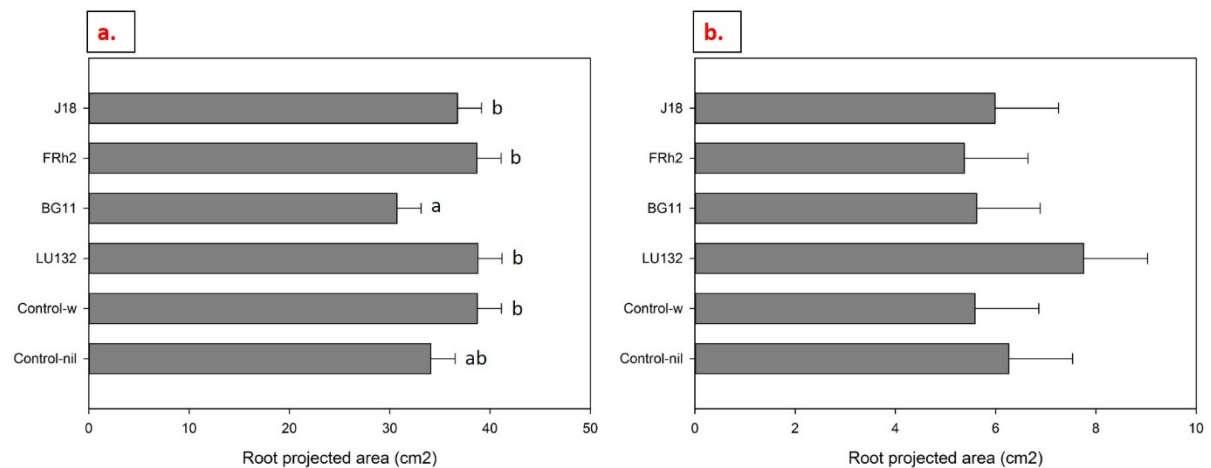 a.
J18
b
FRh2
b
BG11
a
LU132
b
Control-w
b
Control-nil
ab
0 10 20 30 40 50
Root projected area (cm2)
b.
J18
FRh2
BG11
LU132
Control-w
Control-nil
0 2 4 6 8 10
Root projected area (cm2)